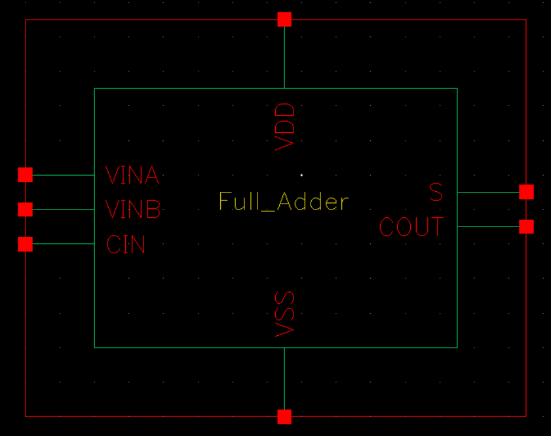 VDD
VINA
VINB
CIN
Full_Adder
S
COUT
VSS